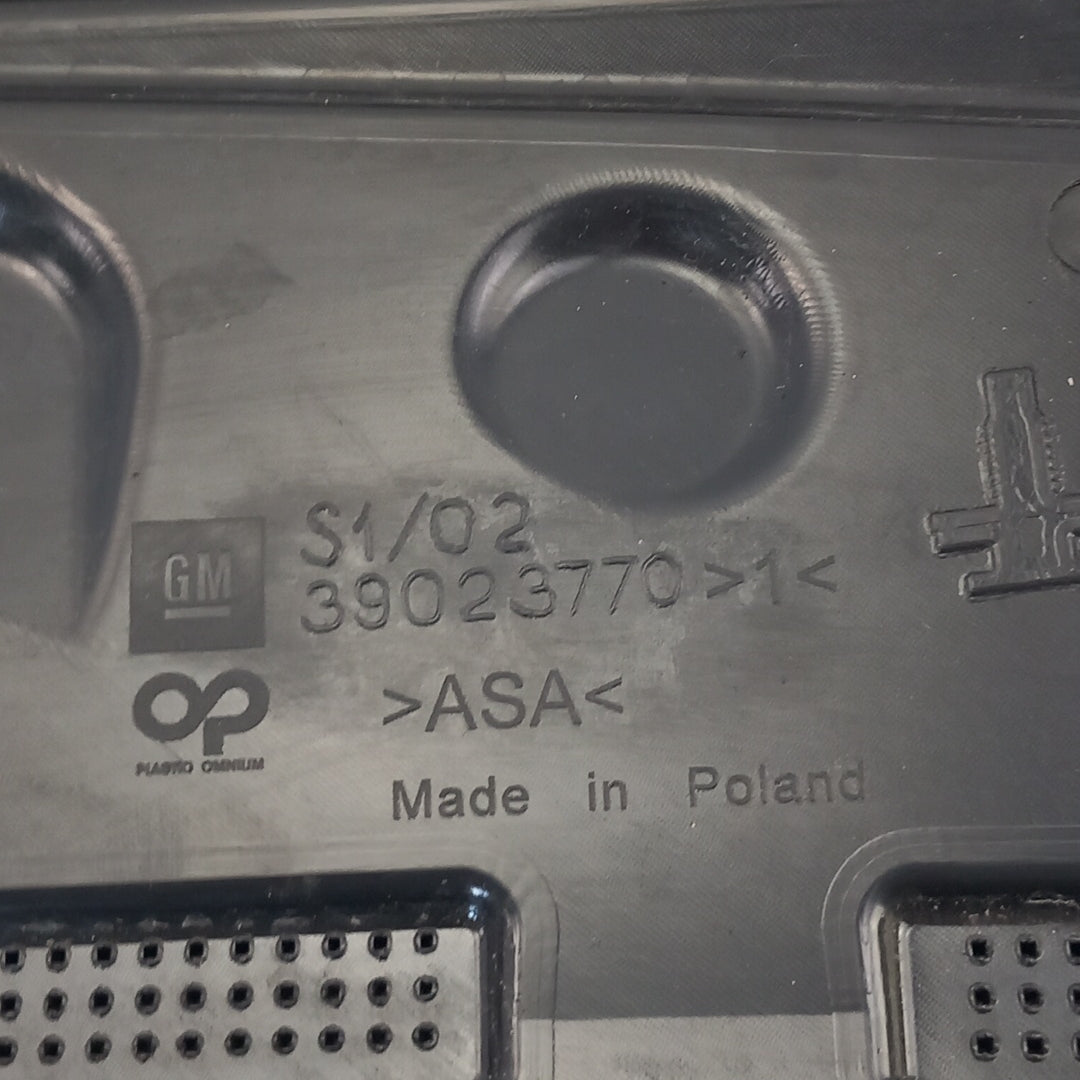 GM
S1/02
39023770 >1<
PLASTIC OMNIUM
>ASA<
Made in Poland